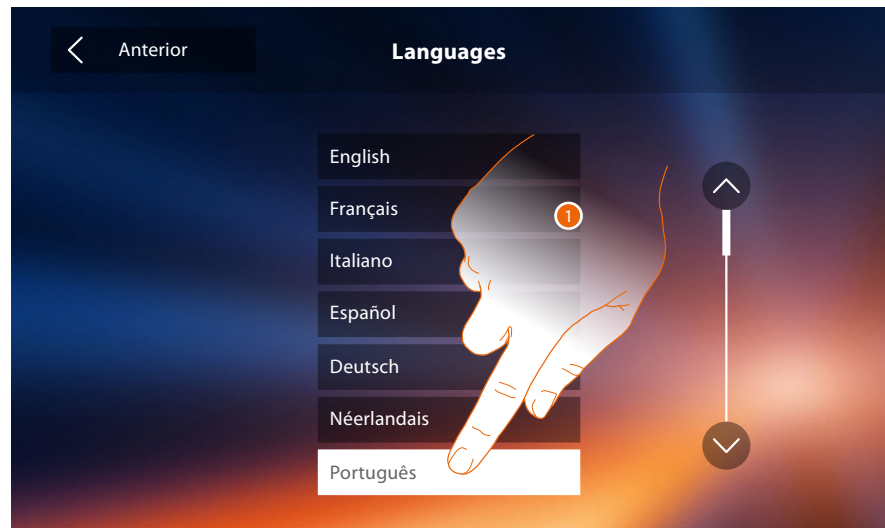 Anterior
Languages
English
Français
1
Italiano
Español
Deutsch
Néerlandais
Português